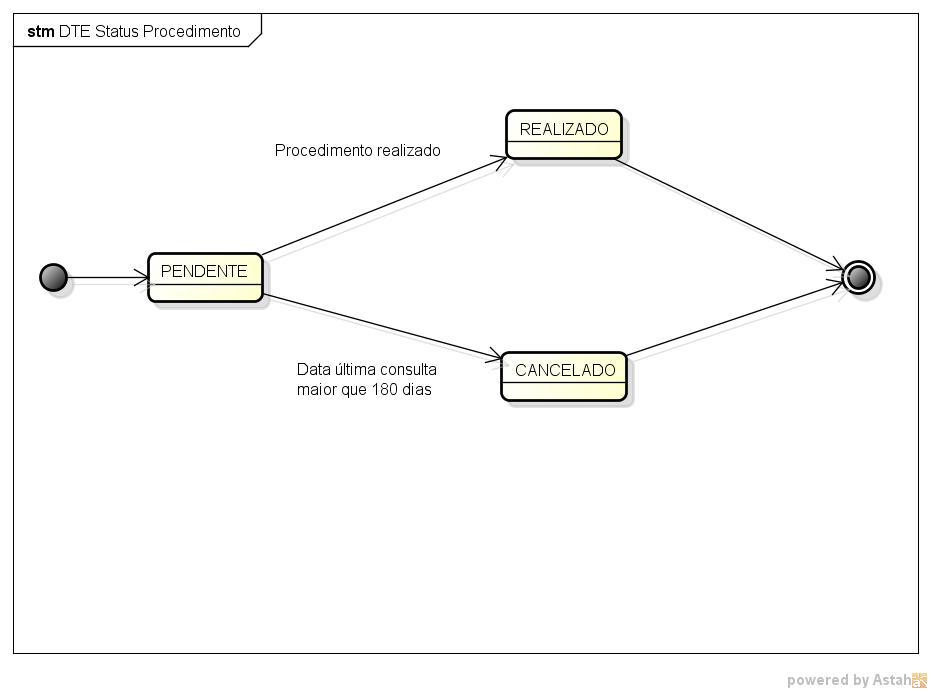 stm DTE Status Procedimento
REALIZADO
Procedimento realizado
PENDENTE
Data última consulta
maior que 180 dias
CANCELADO
powered by Astah